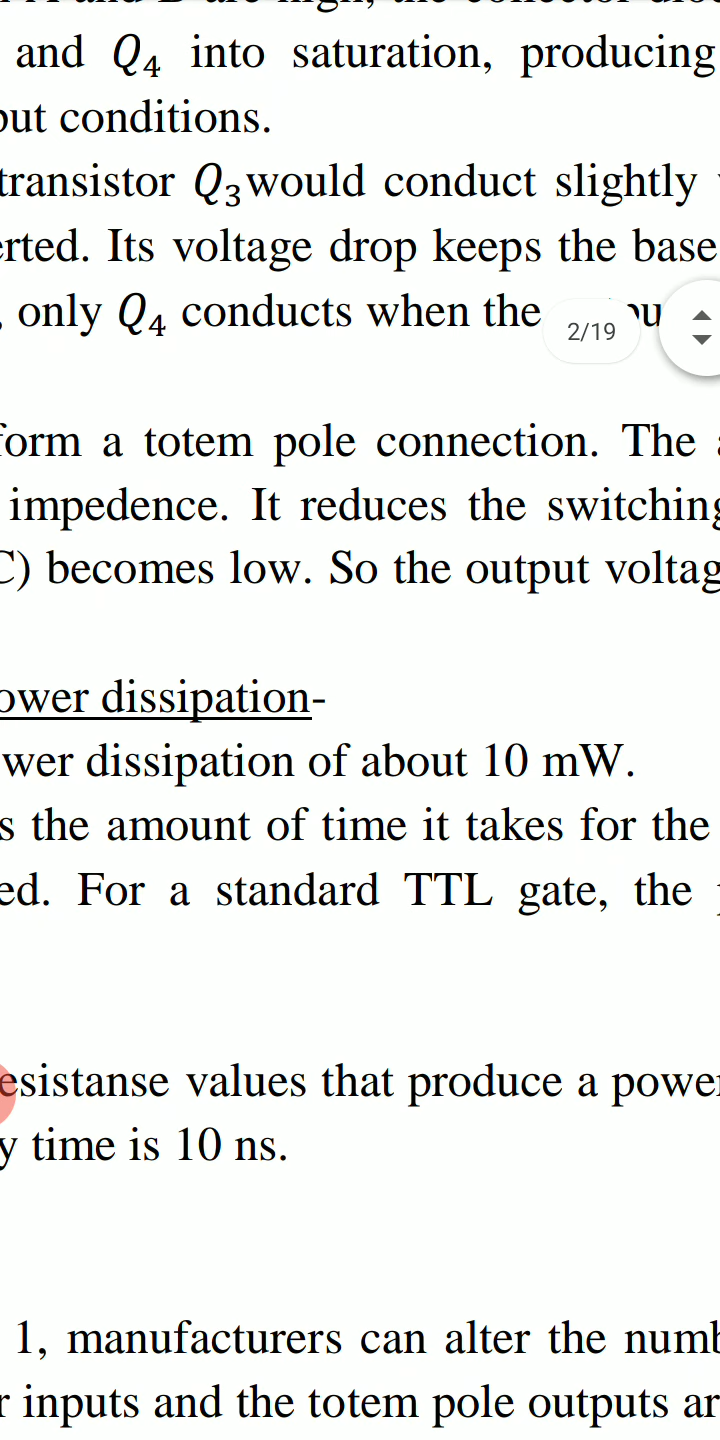 and Q4 into saturation, producing
put conditions.
transistor Q3would conduct slightly
erted. Its voltage drop keeps the base
, only Q4 conducts when the
2/19
form a totem pole connection. The
impedence. It reduces the switching
C) becomes low. So the output voltag
ower dissipation-
wer dissipation of about 10 mW.
s the amount of time it takes for the
ed. For a standard TTL gate, the
esistanse values that produce a power
y time is 10 ns.
1, manufacturers can alter the numb
r inputs and the totem pole outputs ar